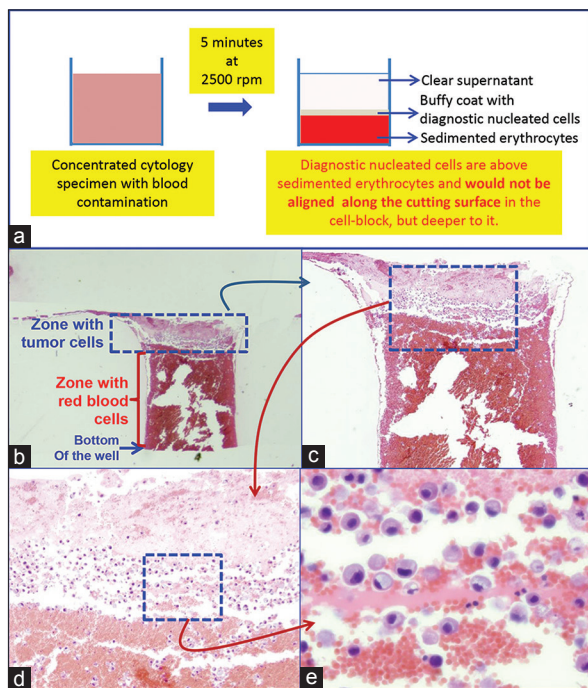 5 minutes
at
2500 rpm
Clear supernatant
Buffy coat with
diagnostic nucleated cells
Sedimented erythrocytes
Concentrated cytology
specimen with blood
contamination
Diagnostic nucleated cells are above
sedimented erythrocytes and would not be
aligned along the cutting surface in the
cell-block, but deeper to it.
a
Zone with
tumor cells
Zone with
red blood
cells
Bottom
Of the well
b
c
d
e